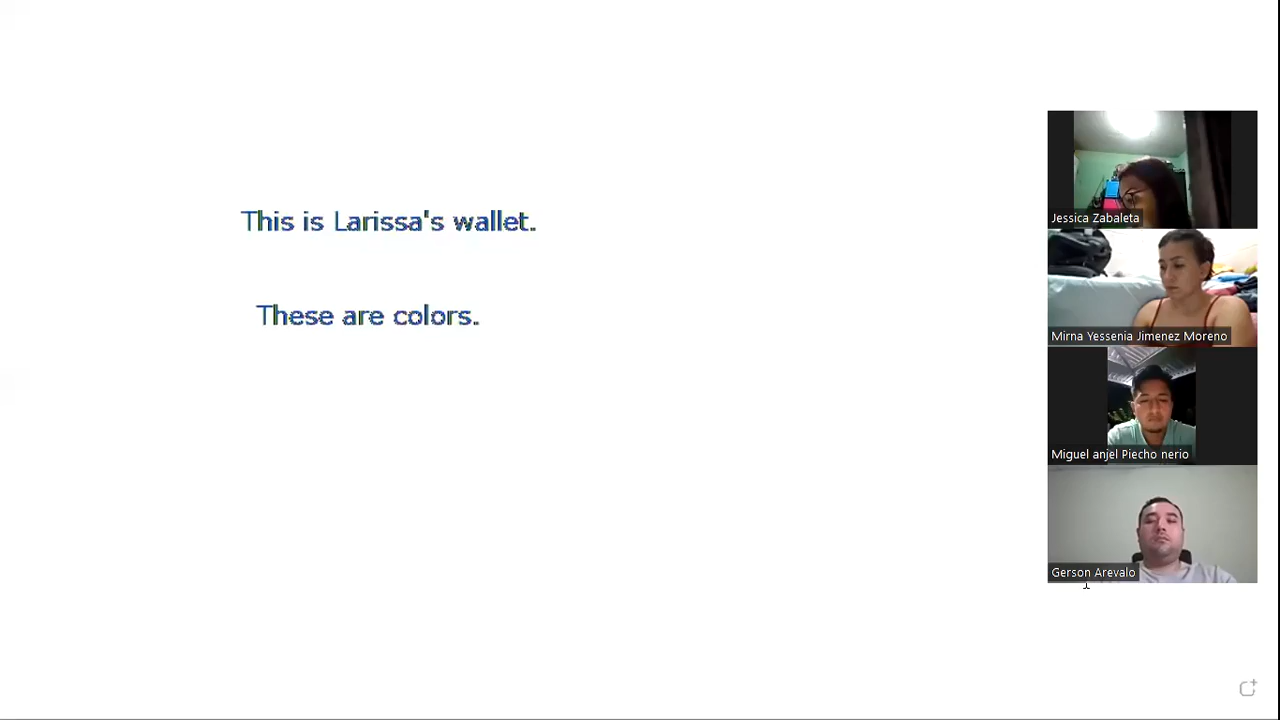 This is Larissa's wallet.
These are colors.
Jessica Zabaleta
Mirna Yessenia Jimenez Moreno
Miguel anjel Piecho nerio
Gerson Arevalo